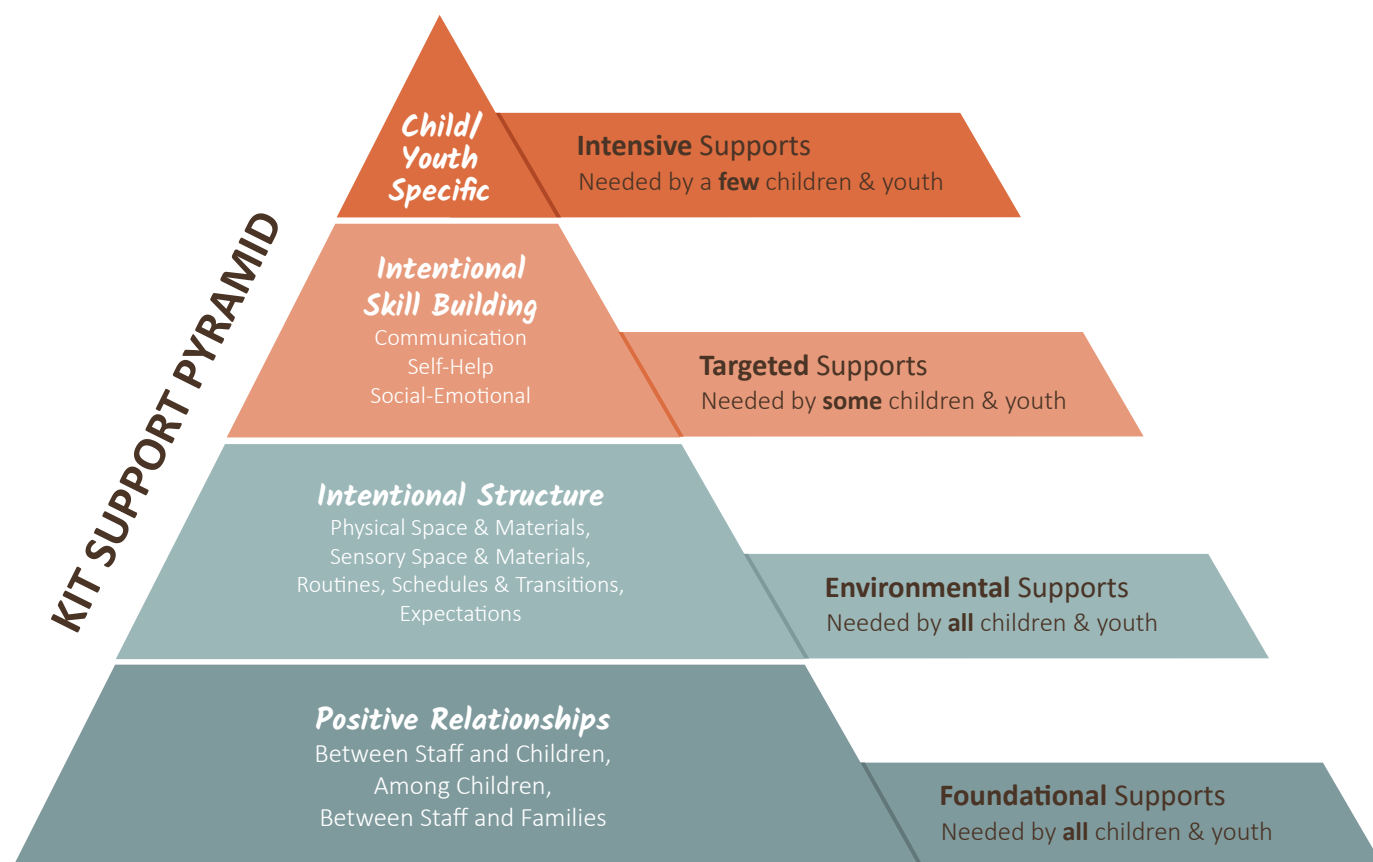 KIT SUPPORT PYRAMID
Child/
Youth
Specific
Intensive Supports
Needed by a few children & youth
Intentional
Skill Building
Communication
Self-Help
Social-Emotional
Targeted Supports
Needed by some children & youth
Intentional Structure
Physical Space & Materials,
Sensory Space & Materials,
Routines, Schedules & Transitions,
Expectations
Environmental Supports
Needed by all children & youth
Positive Relationships
Between Staff and Children,
Among Children,
Between Staff and Families
Foundational Supports
Needed by all children & youth